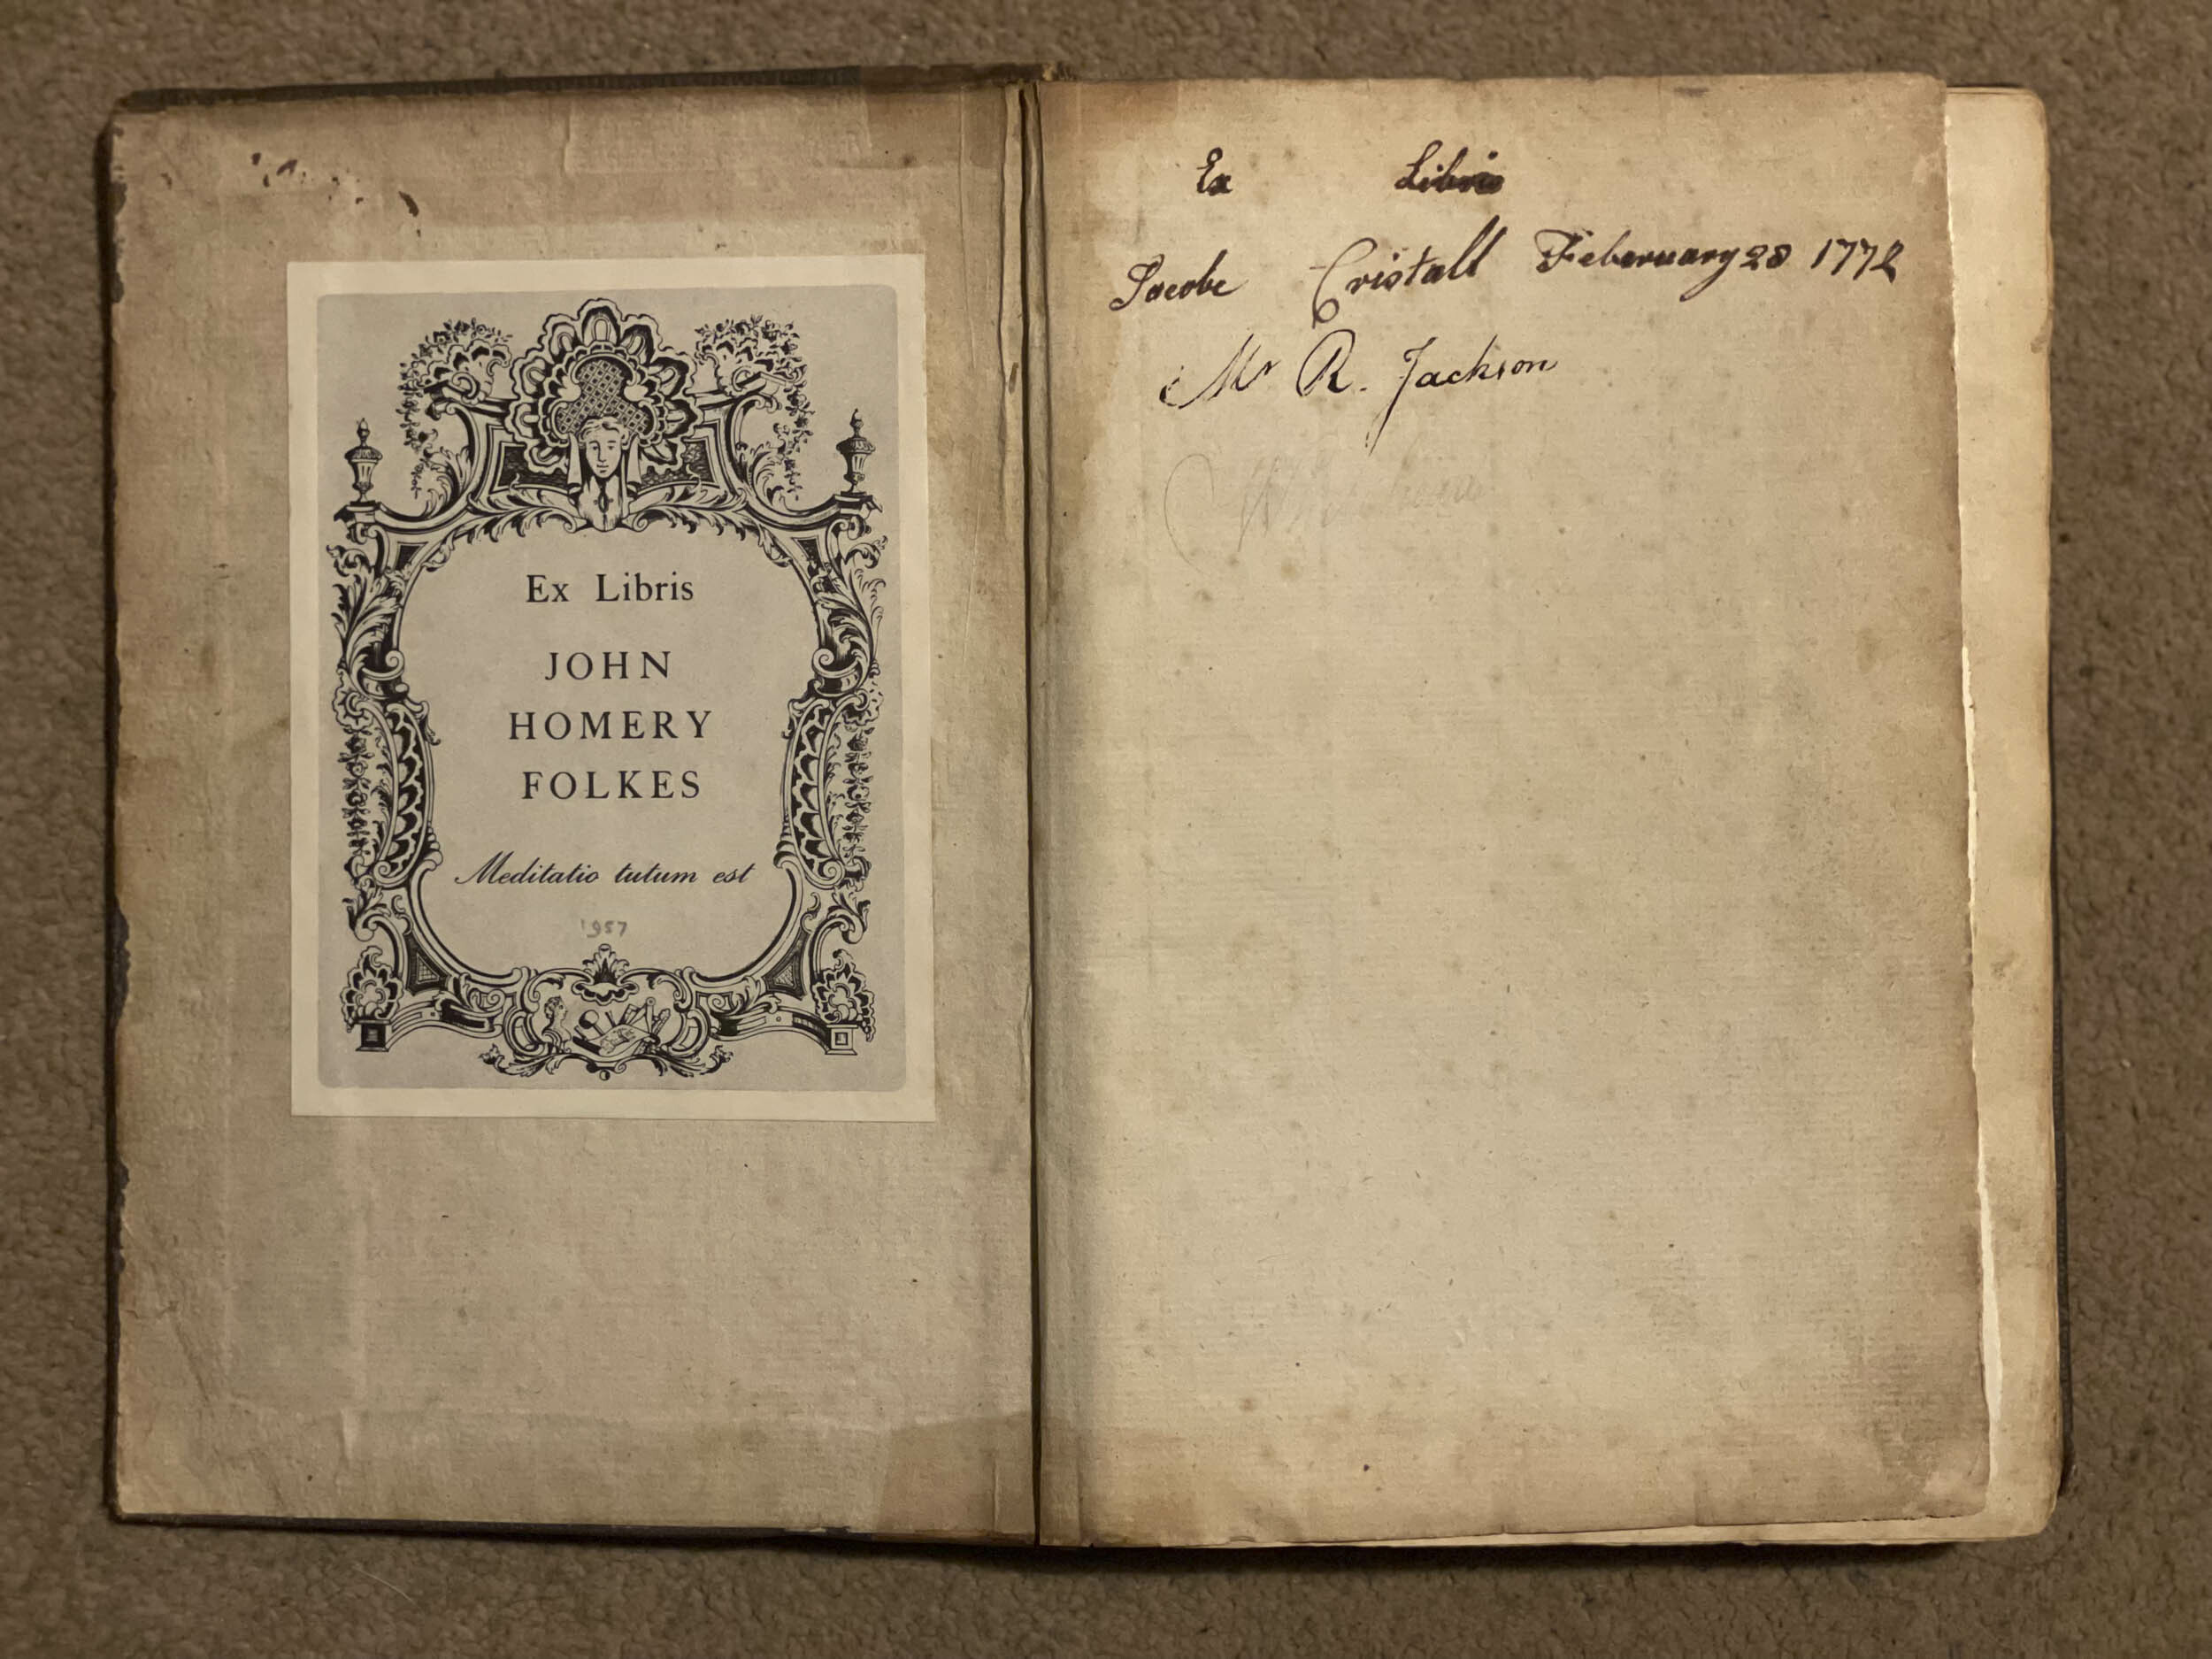 Ex Libris
JOHN
HOMERY
FOLKES
Meditatio tutum est
1957
Ex Libris
Jacobe Cristall Feberuary 28 1772
Mr R. Jackson